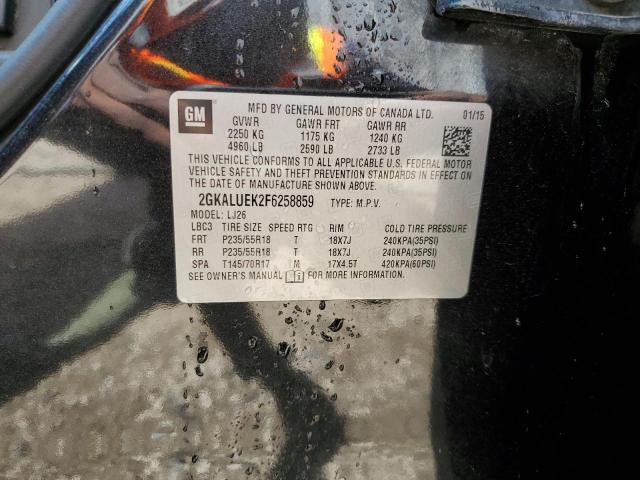 GM
MFD BY GENERAL MOTORS OF CANADA LTD. 01/15
GVWR GAWR FRT GAWR RR
2250 KG 1175 KG 1240 KG
4960 LB 2590 LB 2733 LB
THIS VEHICLE CONFORMS TO ALL APPLICABLE U.S. FEDERAL MOTOR
VEHICLE SAFETY AND THEFT PREVENTION STANDARDS IN EFFECT ON THE
DATE OF MANUFACTURE SHOWN ABOVE.
2GKALUEK2F6258859 TYPE: M.P.V.
MODEL: LJ26
LBC3 TIRE SIZE SPEED RTG RIM COLD TIRE PRESSURE
FRT P235/55R18 T 18X7J 240KPA(35PSI)
RR P235/55R18 T 18X7J 240KPA(35PSI)
SPA T145/70R17 M 17X4.5T 420KPA(60PSI)
SEE OWNER'S MANUAL FOR MORE INFORMATION.